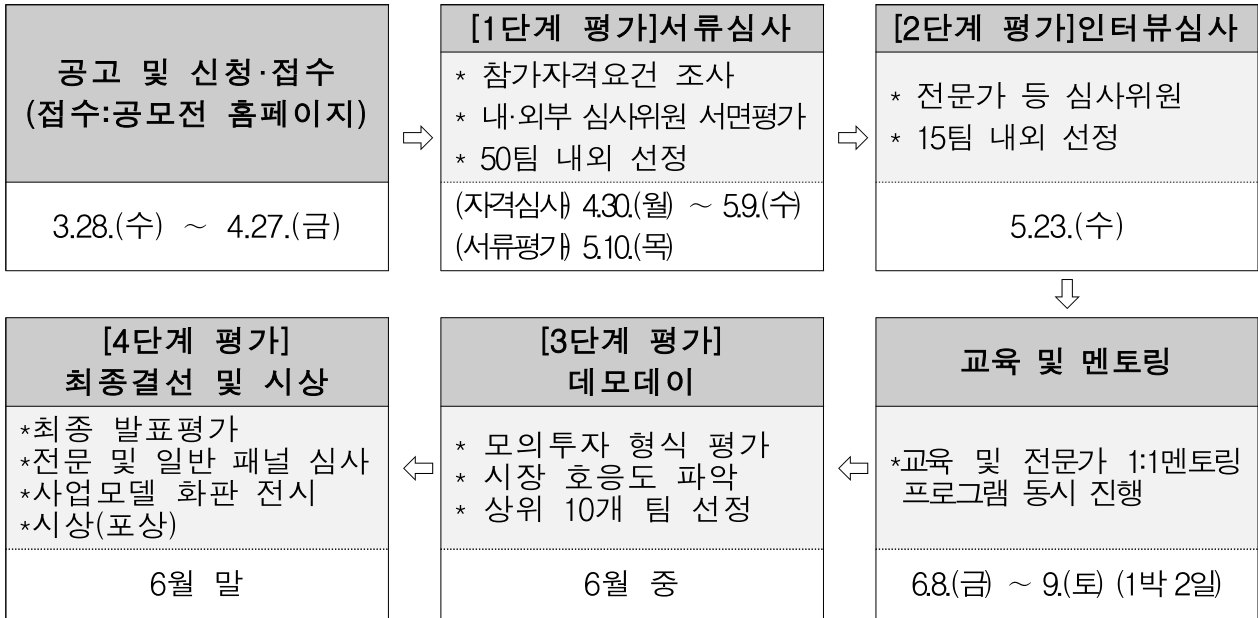 공고 및 신청·접수
(접수:공모전 홈페이지)
3.28.(수) ～ 4.27.(금)
⇨
[1단계 평가]서류심사
* 참가자격요건 조사
* 내·외부 심사위원 서면평가
* 50팀 내외 선정
(자격심사) 4.30.(월) ～ 5.9.(수)
(서류평가) 5.10.(목)
⇨
[2단계 평가]인터뷰심사
* 전문가 등 심사위원
* 15팀 내외 선정
5.23.(수)
⇩
교육 및 멘토링
*교육 및 전문가 1:1멘토링
프로그램 동시 진행
6.8.(금) ～ 9.(토) (1박 2일)
⇦
[3단계 평가]
데모데이
* 모의투자 형식 평가
* 시장 호응도 파악
* 상위 10개 팀 선정
6월 중
⇦
[4단계 평가]
최종결선 및 시상
*최종 발표평가
*전문 및 일반 패널 심사
*사업모델 화판 전시
*시상(포상)
6월 말